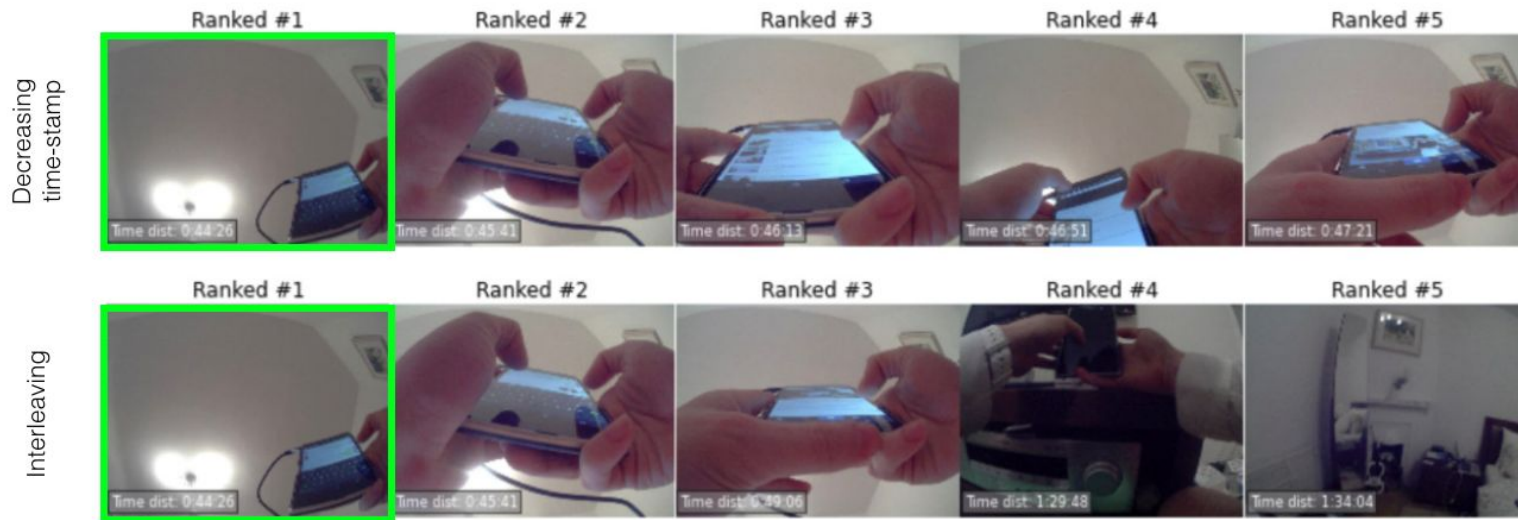 Ranked #1 Ranked #2 Ranked #3 Ranked #4 Ranked #5
Decreasing
time-stamp
Time dist: 0:44:26 Time dist: 0:45:41 Time dist: 0:46:13 Time dist: 0:46:51 Time dist: 0:47:21
Ranked #1 Ranked #2 Ranked #3 Ranked #4 Ranked #5
Interleaving
Time dist: 0:44:26 Time dist: 0:45:41 Time dist: 0:49:06 Time dist: 1:29:48 Time dist: 1:34:04